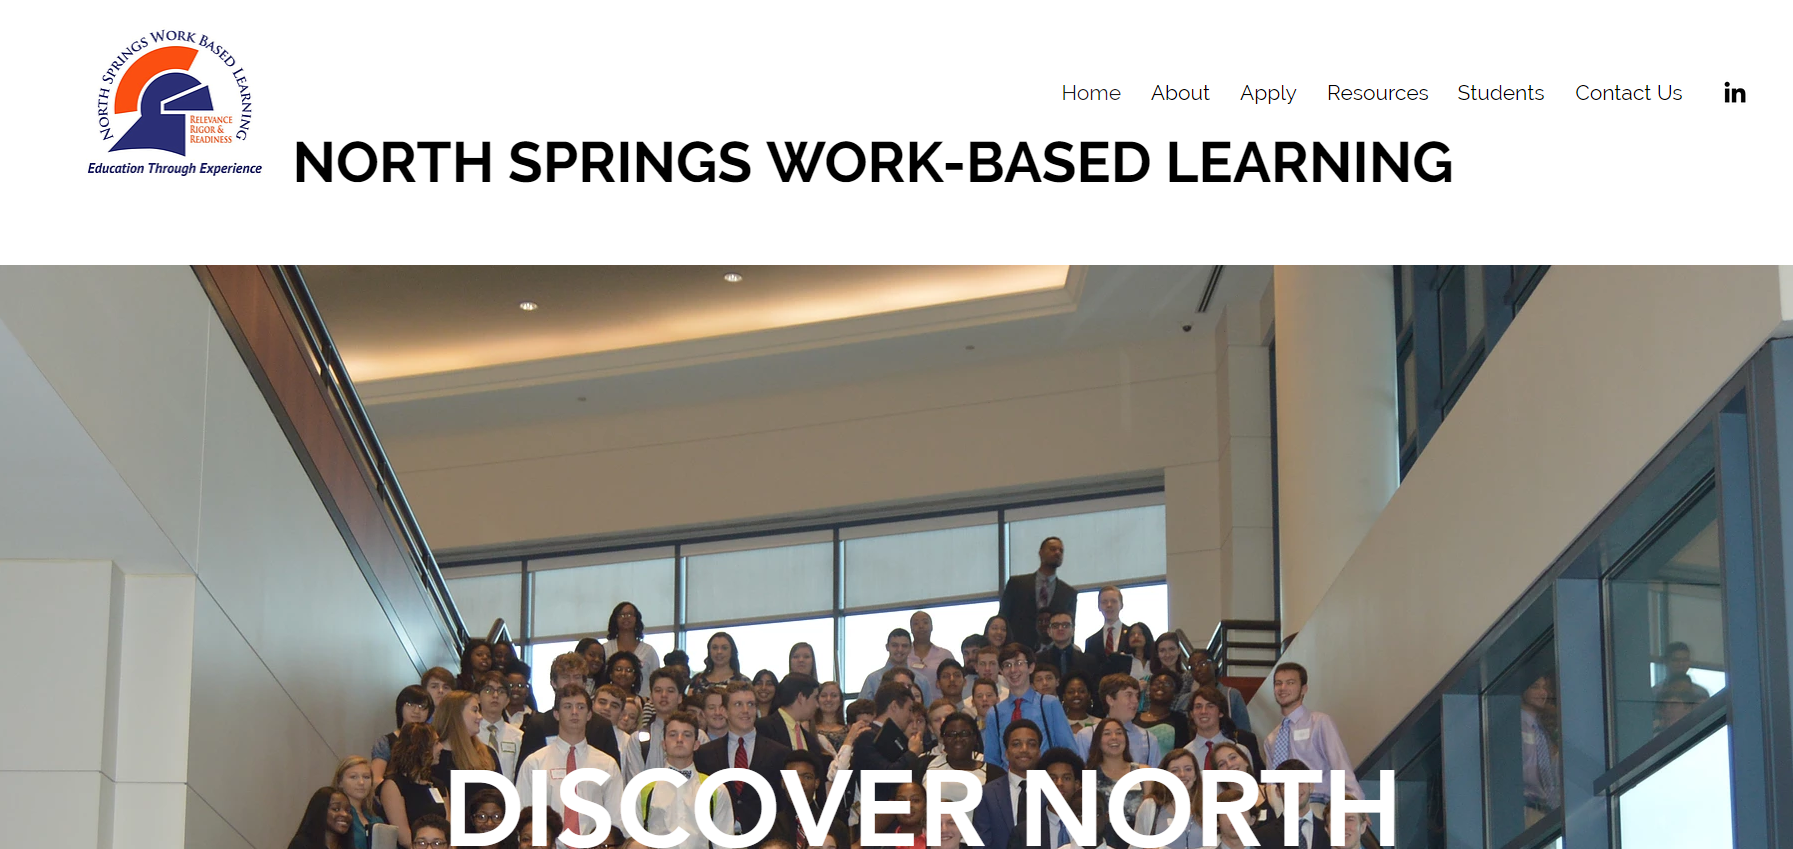 NORTH SPRINGS WORK BASED LEARNING
RELEVANCE
RIGOR &
READINESS
Education Through Experience
Home About Apply Resources Students Contact Us in
NORTH SPRINGS WORK-BASED LEARNING
DISCOVER NORTH